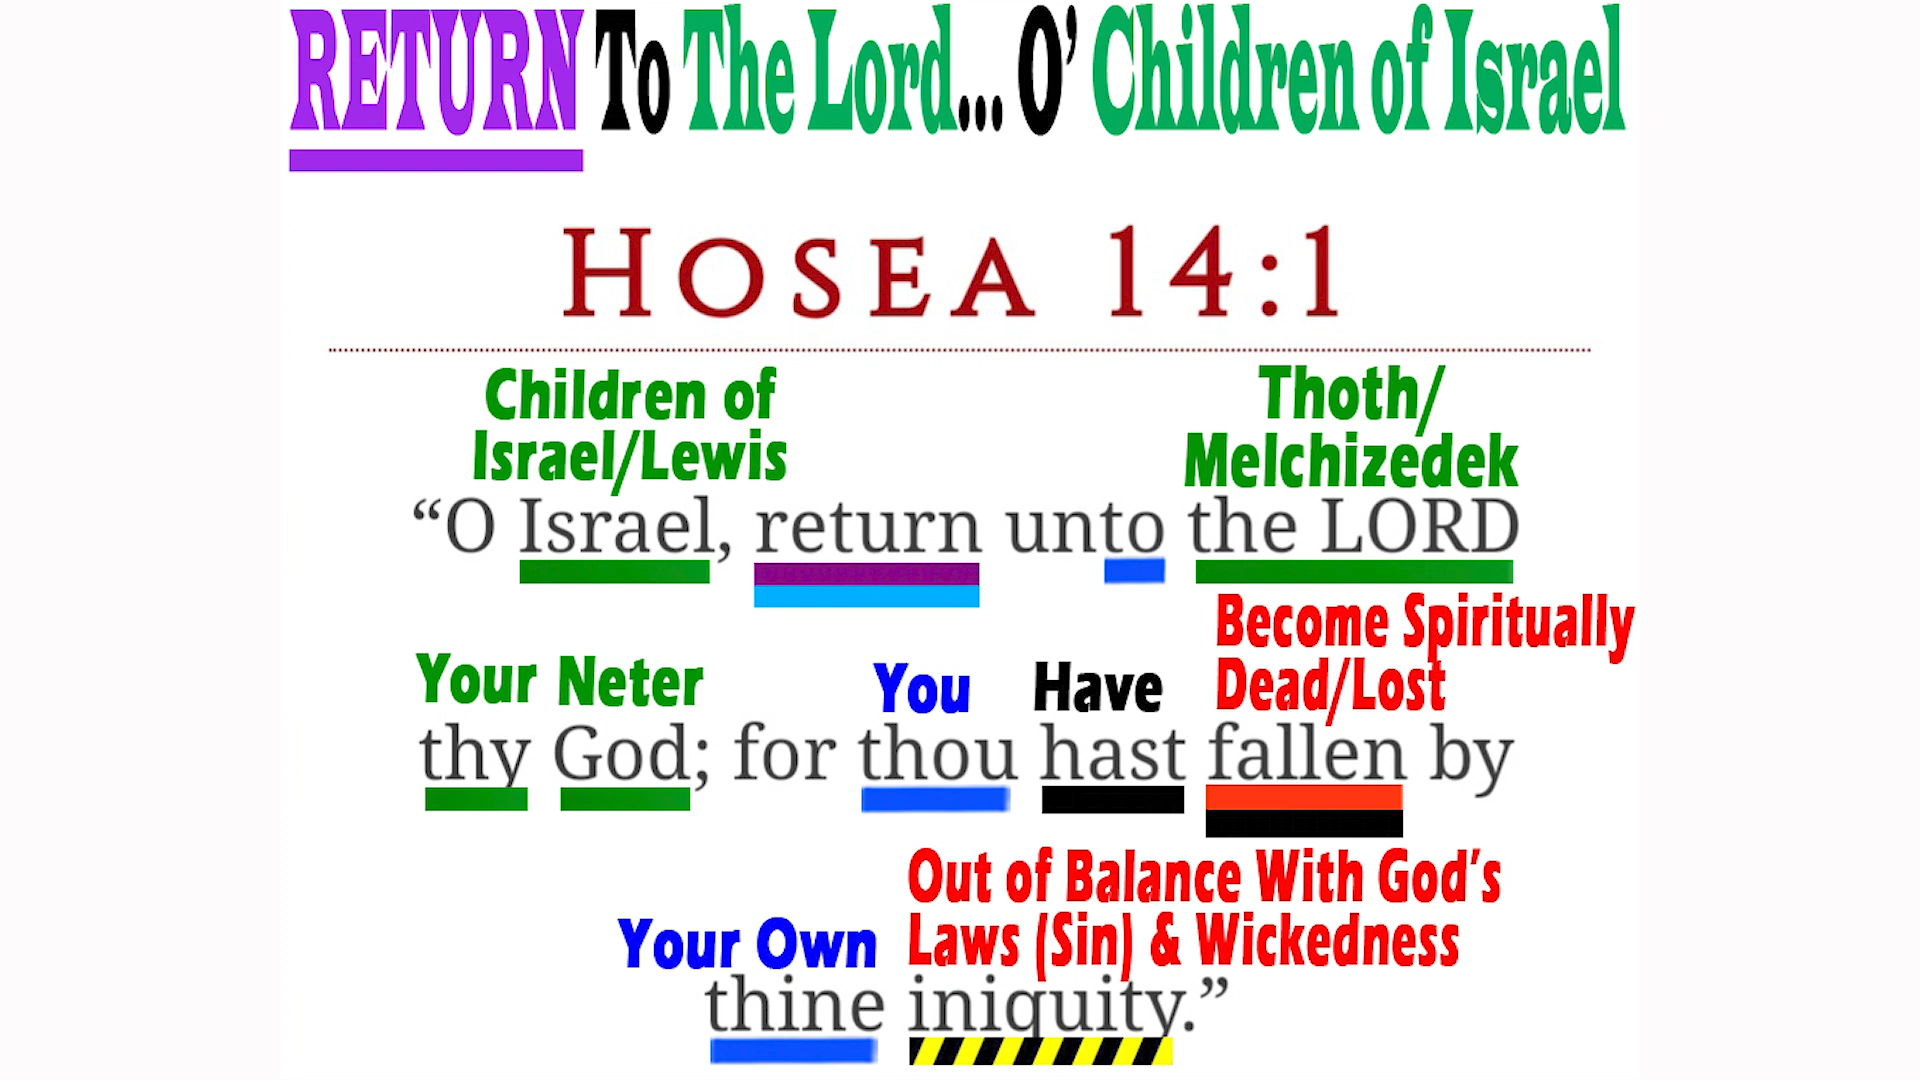 RETURN To The Lord... O’ Children of Israel
HOSEA 14:1
Children of
Israel/Lewis
Thoth/
Melchizedek
“O Israel, return unto the LORD
Become Spiritually
Dead/Lost
Your Neter You Have
thy God; for thou hast fallen by
Out of Balance With God’s
Laws (Sin) & Wickedness
Your Own
thine iniquity.”